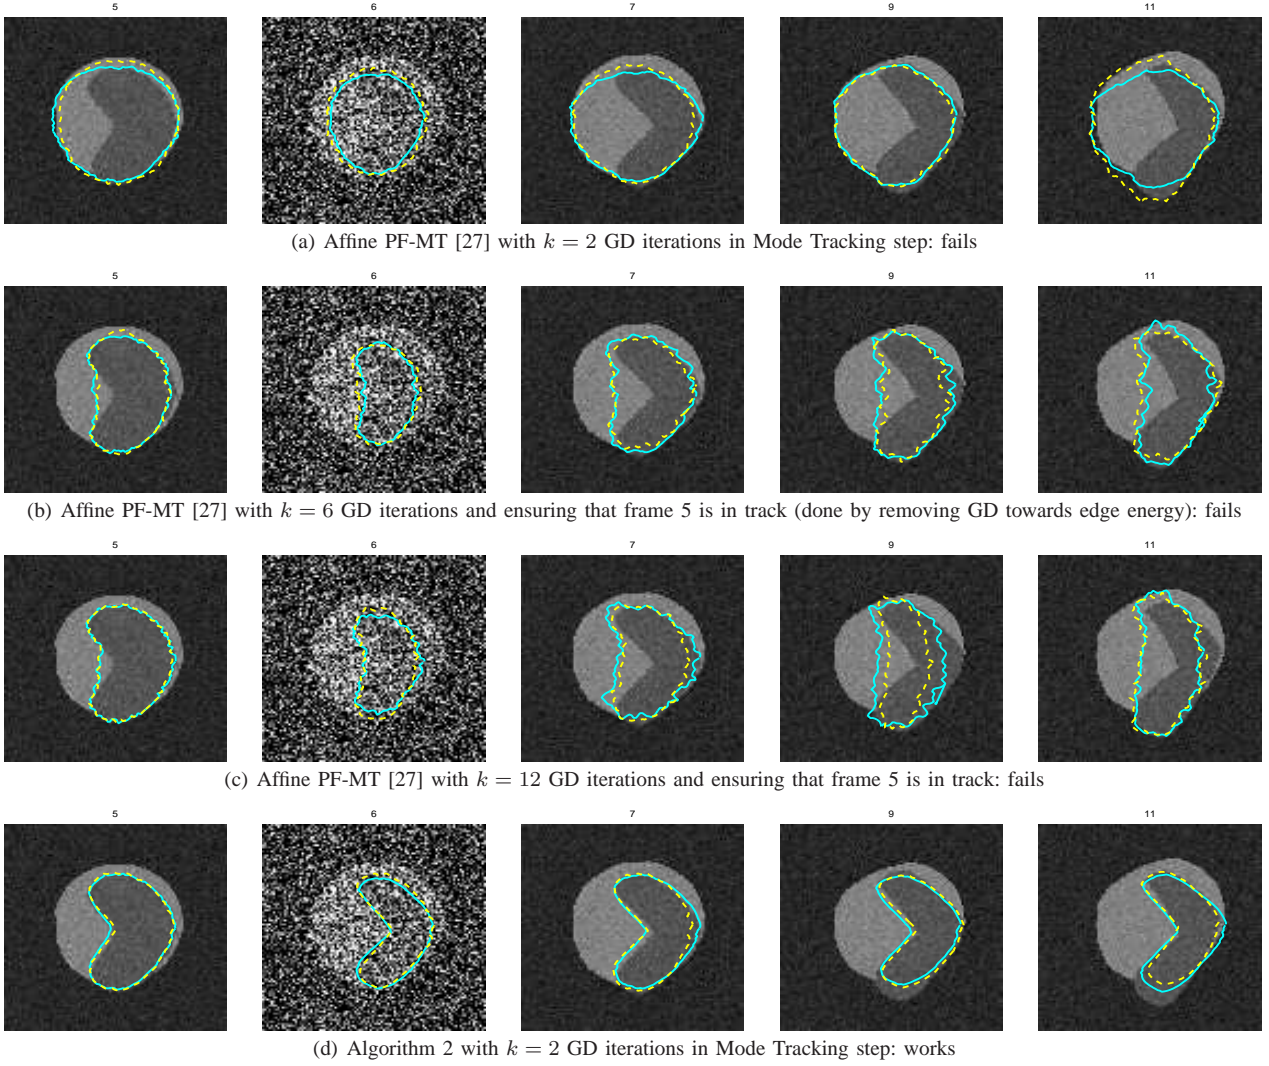 5 6 7 9 11
(a) Affine PF-MT [27] with k = 2 GD iterations in Mode Tracking step: fails
5 6 7 9 11
(b) Affine PF-MT [27] with k = 6 GD iterations and ensuring that frame 5 is in track (done by removing GD towards edge energy): fails
5 6 7 9 11
(c) Affine PF-MT [27] with k = 12 GD iterations and ensuring that frame 5 is in track: fails
5 6 7 9 11
(d) Algorithm 2 with k = 2 GD iterations in Mode Tracking step: works